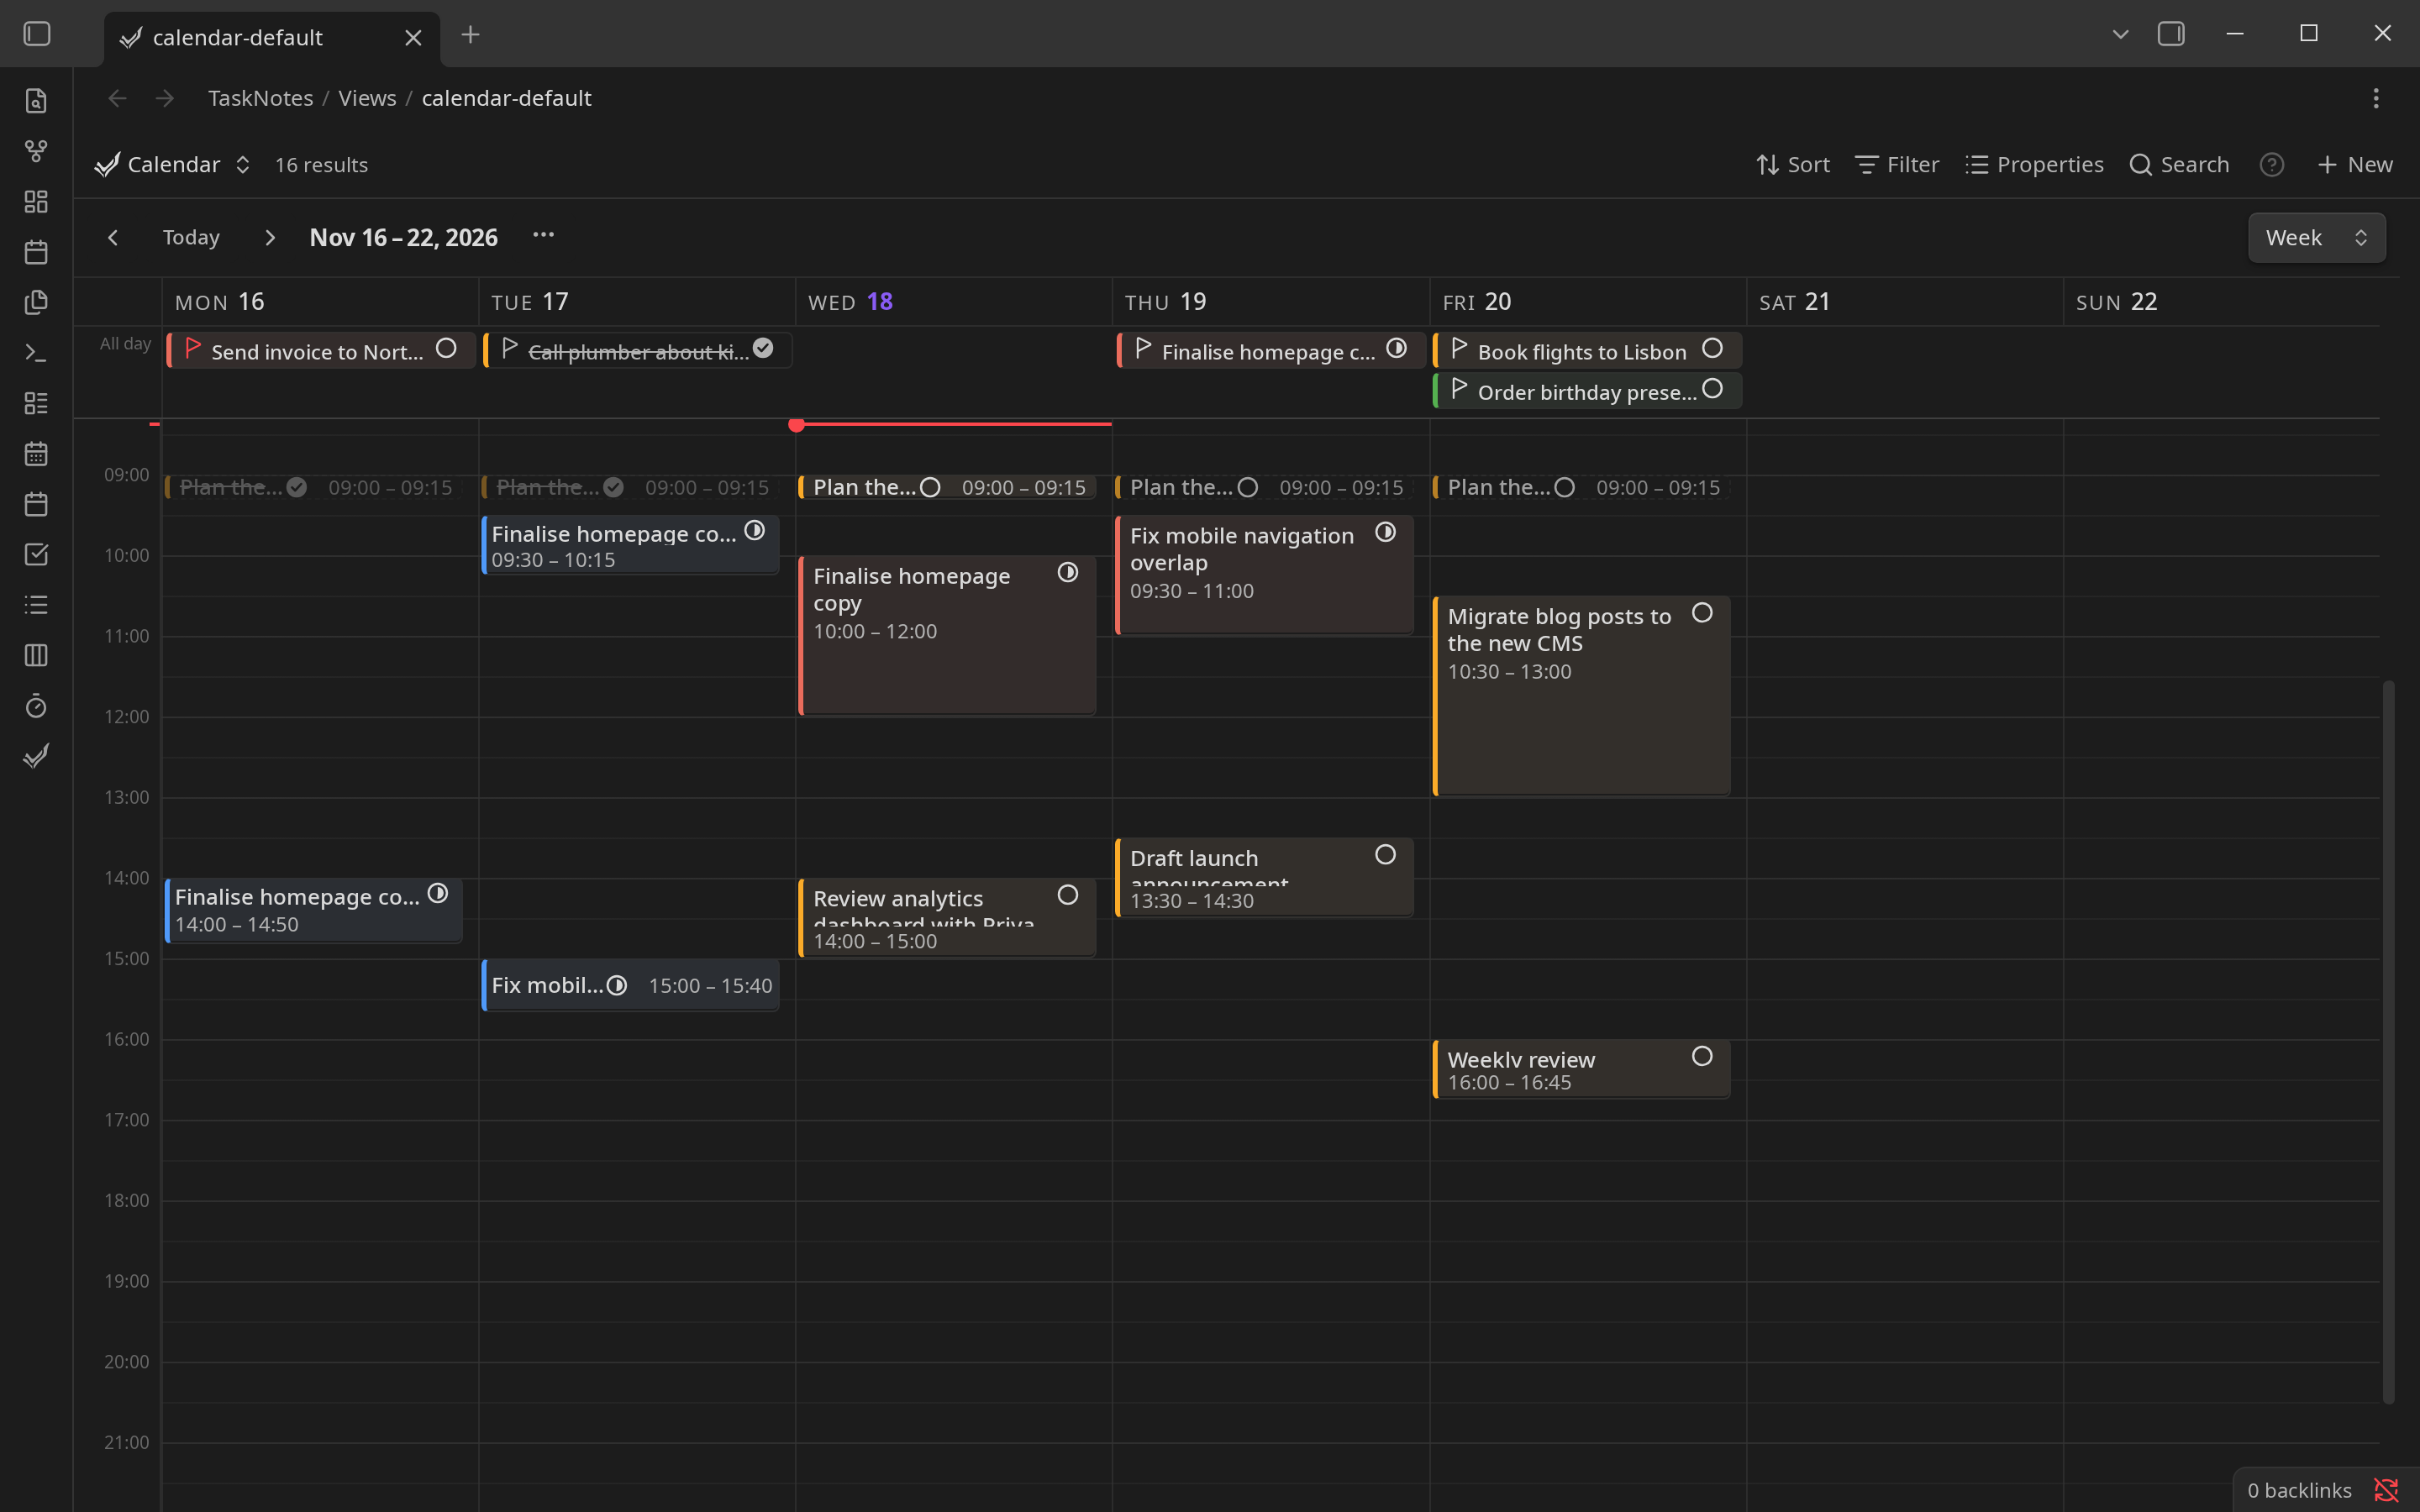 calendar-default
TaskNotes / Views / calendar-default
Calendar 16 results Sort Filter Properties Search New
Today Nov 16 – 22, 2026 ... Week
MON 16 TUE 17 WED 18 THU 19 FRI 20 SAT 21 SUN 22
All day
Send invoice to Nort...
Call plumber about ki...
Finalise homepage c...
Book flights to Lisbon
Order birthday prese...
09:00
Plan the... 09:00 – 09:15
Plan the... 09:00 – 09:15
Plan the... 09:00 – 09:15
Plan the... 09:00 – 09:15
Plan the... 09:00 – 09:15
Finalise homepage co...
09:30 – 10:15
Fix mobile navigation
overlap
09:30 – 11:00
10:00
Finalise homepage
copy
10:00 – 12:00
Migrate blog posts to
the new CMS
10:30 – 13:00
11:00
12:00
13:00
Draft launch
announcement
13:30 – 14:30
14:00
Finalise homepage co...
14:00 – 14:50
Review analytics
dashboard with Priya
14:00 – 15:00
15:00
Fix mobil... 15:00 – 15:40
16:00
Weekly review
16:00 – 16:45
17:00
18:00
19:00
20:00
21:00
0 backlinks